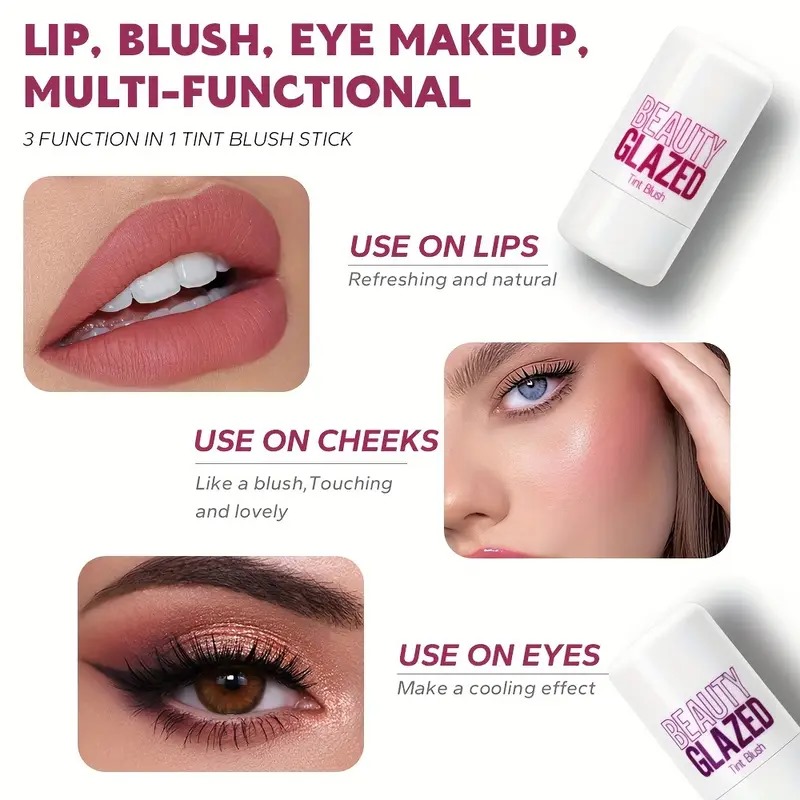 LIP, BLUSH, EYE MAKEUP,
MULTI-FUNCTIONAL
3 FUNCTION IN 1 TINT BLUSH STICK
BEAUTY
GLAZED
Tint Blush
USE ON LIPS
Refreshing and natural
USE ON CHEEKS
Like a blush,Touching
and lovely
USE ON EYES
Make a cooling effect
BEAUTY
GLAZED
Tint Blush